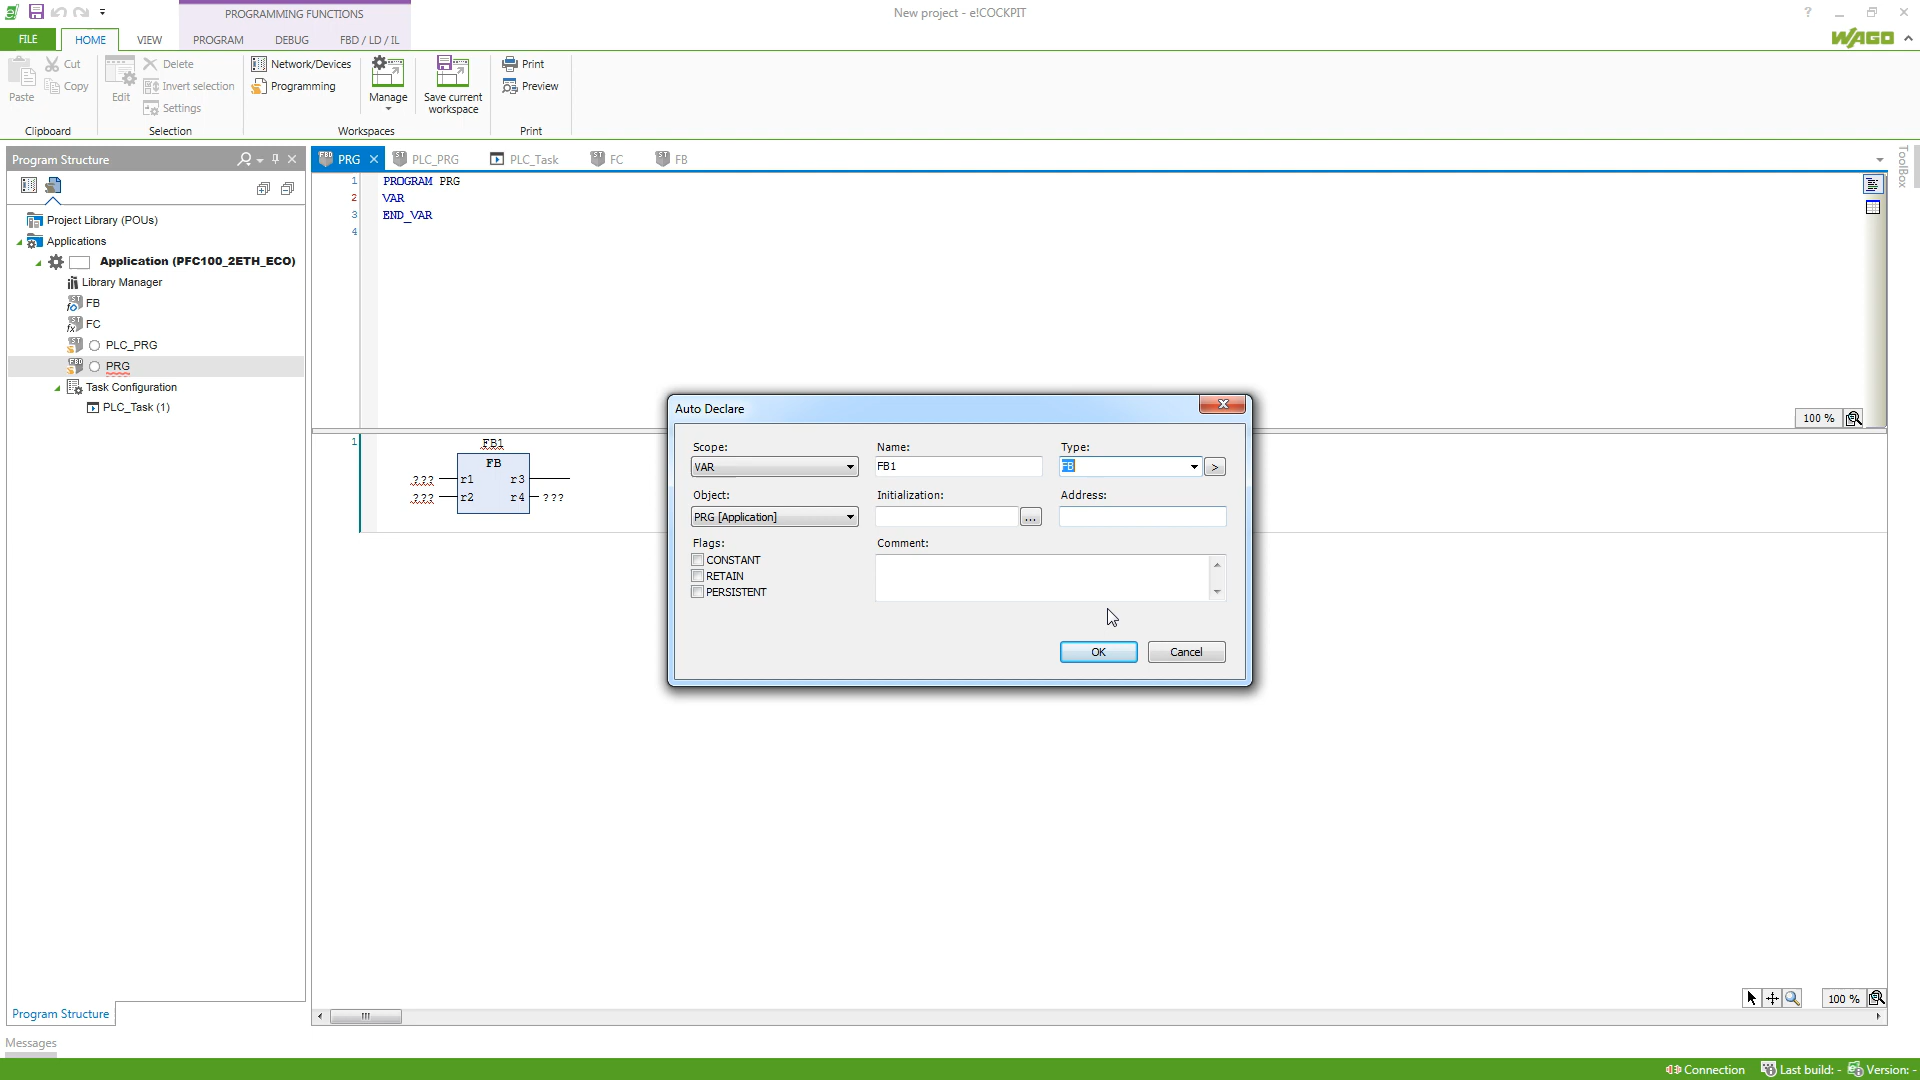 PROGRAMMING FUNCTIONS
New project - e!COCKPIT
FILE HOME VIEW PROGRAM DEBUG FBD / LD / IL
WAGO
Paste
Cut
Copy
Clipboard
Edit
Delete
Invert selection
Settings
Selection
Network/Devices
Programming
Manage
Save current
workspace
Workspaces
Print
Preview
Print
Program Structure
Project Library (POUs)
Applications
Application (PFC100_2ETH_ECO)
Library Manager
FB
FC
PLC_PRG
PRG
Task Configuration
PLC_Task (1)
Program Structure
Messages
PRG PLC_PRG PLC_Task FC FB
ToolBox
1 PROGRAM PRG
2 VAR
3 END_VAR
4
100 %
1
FB1
FB
??? r1 r3
??? r2 r4 ???
Auto Declare
Scope: Name: Type:
VAR FB1 FB >
Object: Initialization: Address:
PRG [Application] ...
Flags: Comment:
CONSTANT
RETAIN
PERSISTENT
OK Cancel
100 %
Connection Last build: - Version: -